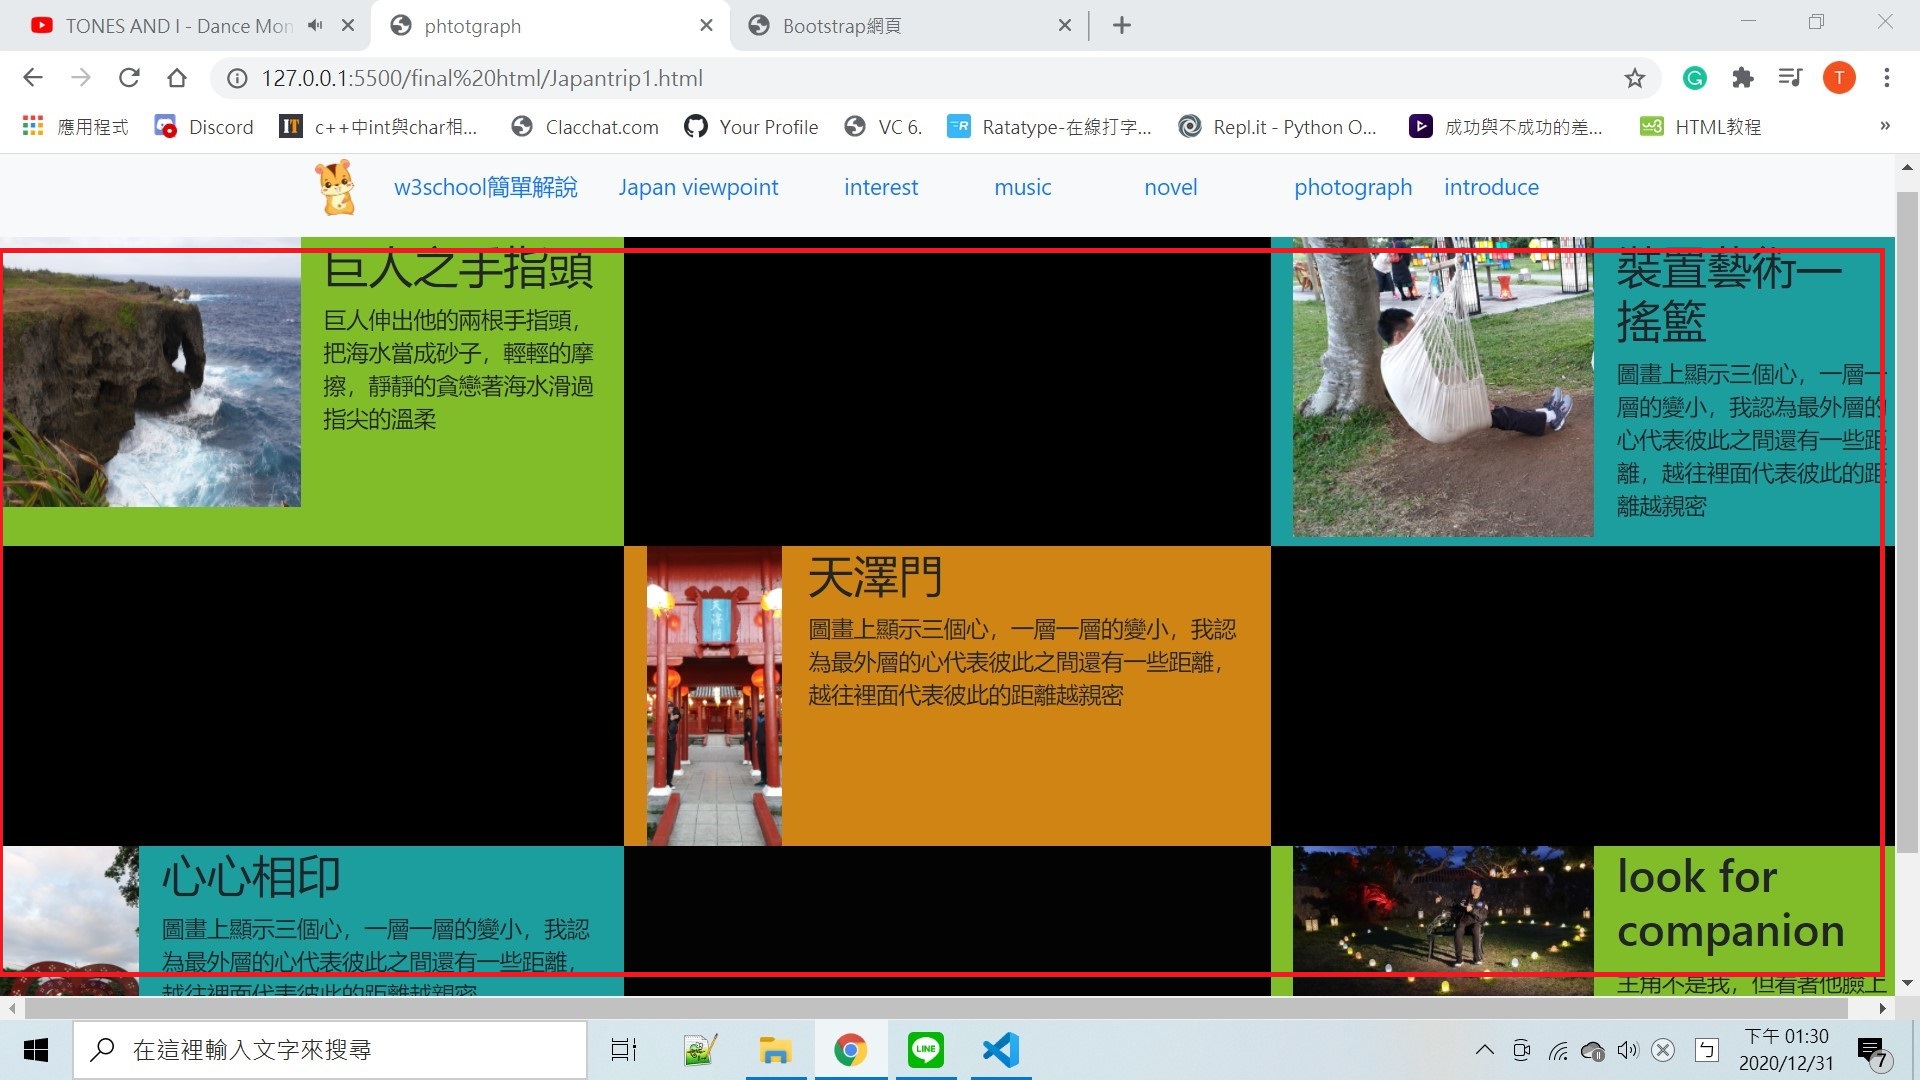 TONES AND I - Dance Mon
phtotgraph
Bootstrap網頁
127.0.0.1:5500/final%20html/Japantrip1.html
T
應用程式
Discord
IT
c++中int與char相...
Clacchat.com
Your Profile
VC 6.
Ratatype-在線打字...
Repl.it - Python O...
成功與不成功的差...
HTML教程
»
w3school簡單解說
Japan viewpoint
interest
music
novel
photograph
introduce
巨人之手指頭
巨人伸出他的兩根手指頭，
把海水當成砂子，輕輕的摩
擦，靜靜的貪戀著海水滑過
指尖的溫柔
裝置藝術—
搖籃
圖畫上顯示三個心，一層一
層的變小，我認為最外層的
心代表彼此之間還有一些距
離，越往裡面代表彼此的距
離越親密
天澤門
圖畫上顯示三個心，一層一層的變小，我認
為最外層的心代表彼此之間還有一些距離，
越往裡面代表彼此的距離越親密
心心相印
圖畫上顯示三個心，一層一層的變小，我認
為最外層的心代表彼此之間還有一些距離，
越往裡面代表彼此的距離越親密
look for
companion
主角不是我，但看著他臉上
在這裡輸入文字來搜尋
LINE
ㄅ
下午 01:30
2020/12/31
7